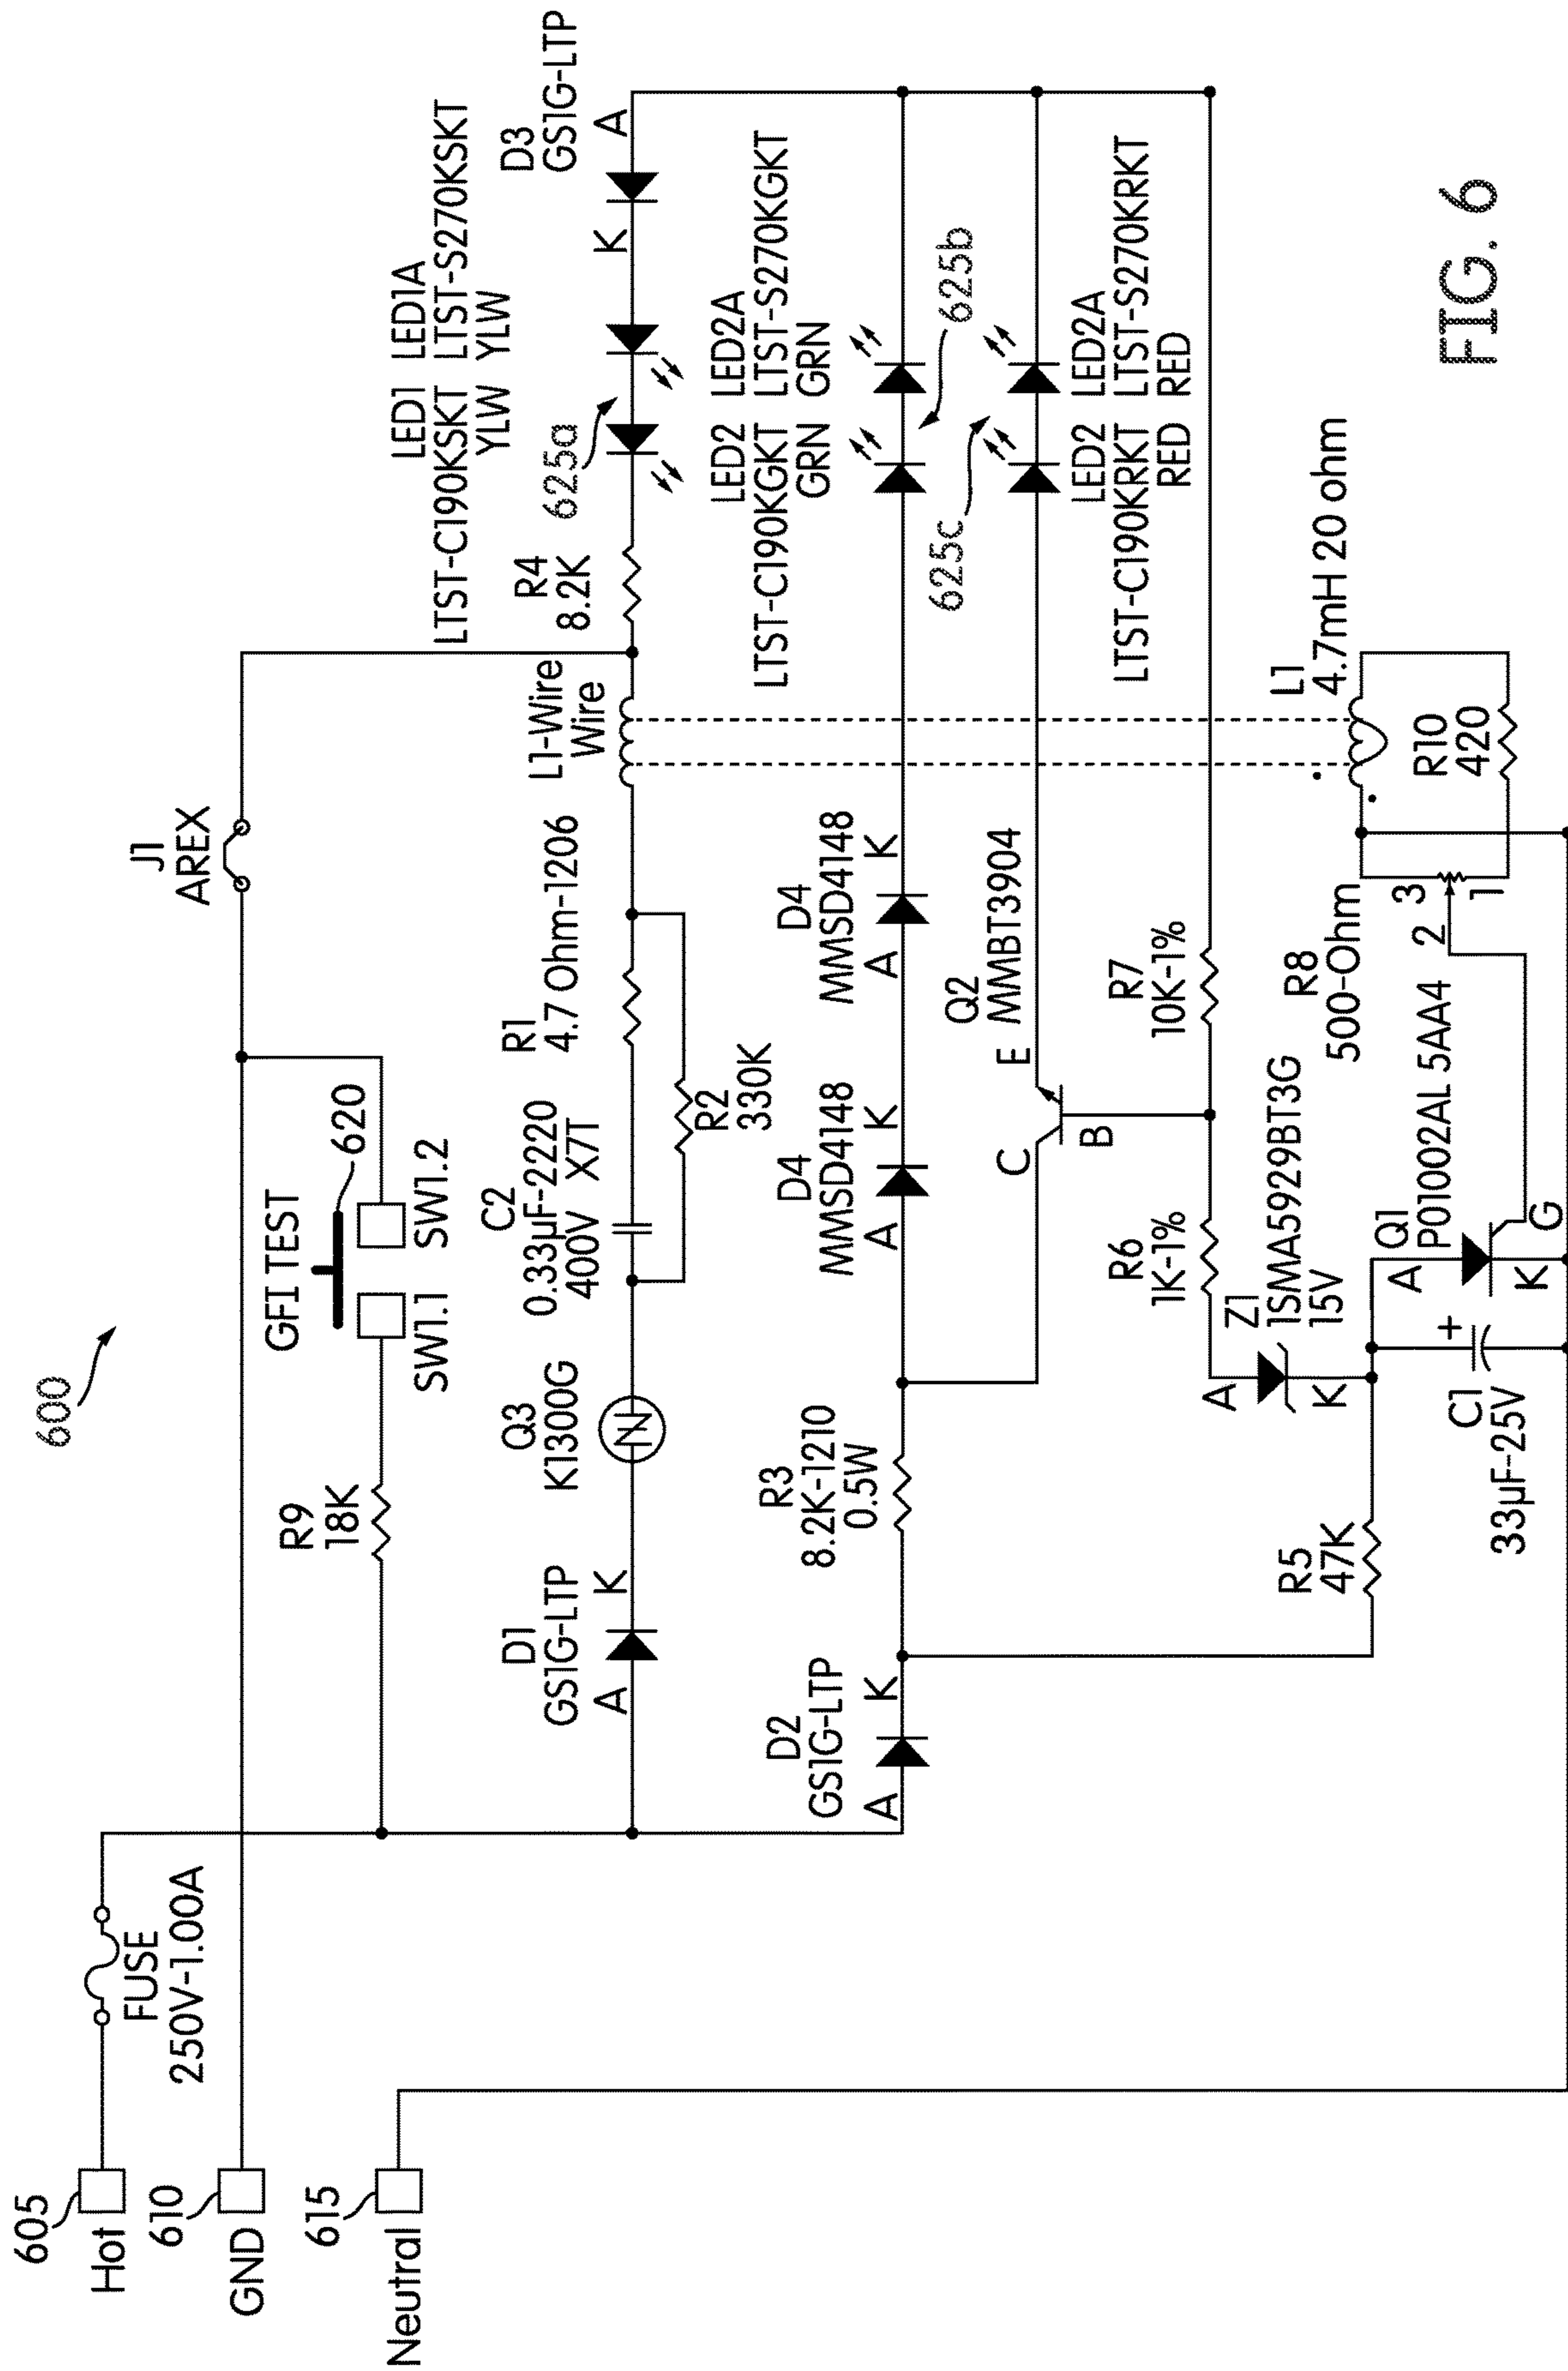 600
605
Hot
610
GND
615
Neutral
FUSE
250V-1.00A
J1
AREX
GFI TEST
620
SW1.1
SW1.2
R9
18K
D1
GS1G-LTP
A
K
Q3
K1300G
C2
0.33µF-2220
400V X7T
R1
4.7 Ohm-1206
R2
330K
L1-Wire
Wire
R4
8.2K
LED1 LED1A
LTST-C190KSKT LTST-S270KSKT
YLW YLW
625a
D3
GS1G-LTP
K
A
D2
GS1G-LTP
A
K
R3
8.2K-1210
0.5W
D4
MMSD4148
A
K
D4
MMSD4148
A
K
LED2 LED2A
LTST-C190KGKT LTST-S270KGKT
GRN GRN
625b
Q2
MMBT3904
C
E
B
625c
LED2 LED2A
LTST-C190KRKT LTST-S270KRKT
RED RED
R6
1K-1%
R7
10K-1%
Z1
1SMA5929BT3G
15V
A
K
R5
47K
C1
33µF-25V
+
Q1
P01002AL 5AA4
A
K
G
R8
500-Ohm
3
2
1
L1
4.7mH 20 ohm
R10
420
FIG. 6